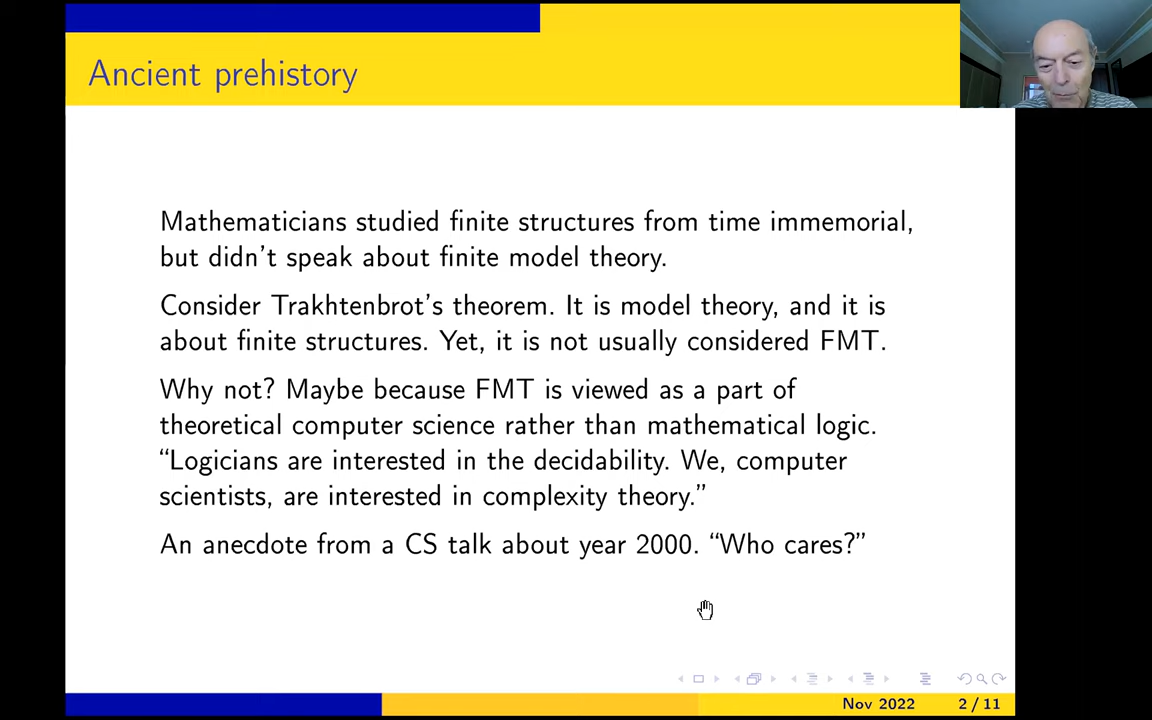 Ancient prehistory
Mathematicians studied finite structures from time immemorial,
but didn't speak about finite model theory.
Consider Trakhtenbrot's theorem. It is model theory, and it is
about finite structures. Yet, it is not usually considered FMT.
Why not? Maybe because FMT is viewed as a part of
theoretical computer science rather than mathematical logic.
“Logicians are interested in the decidability. We, computer
scientists, are interested in complexity theory.”
An anecdote from a CS talk about year 2000. “Who cares?”
Nov 2022 2 / 11